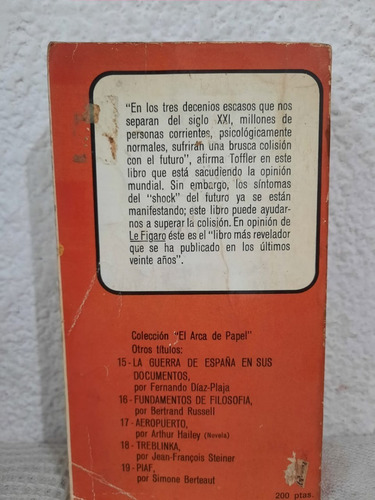 "En los tres decenios escasos que nos
separan del siglo XXI, millones de
personas corrientes, psicológicamente
normales, sufrirán una brusca colisión
con el futuro", afirma Toffler en este
libro que está sacudiendo la opinión
mundial. Sin embargo, los síntomas
del "shock" del futuro ya se están
manifestando; este libro puede ayudar-
nos a superar la colisión. En opinión de
Le Figaro éste es el "libro más revelador
que se ha publicado en los últimos
veinte años".
Colección "El Arca de Papel"
Otros títulos:
15-LA GUERRA DE ESPAÑA EN SUS
DOCUMENTOS,
por Fernando Díaz-Plaja
16-FUNDAMENTOS DE FILOSOFIA,
por Bertrand Russell
17-AEROPUERTO,
por Arthur Hailey (Novela)
18-TREBLINKA,
por Jean-François Steiner
19-PIAF,
por Simone Berteaut
200 ptas.